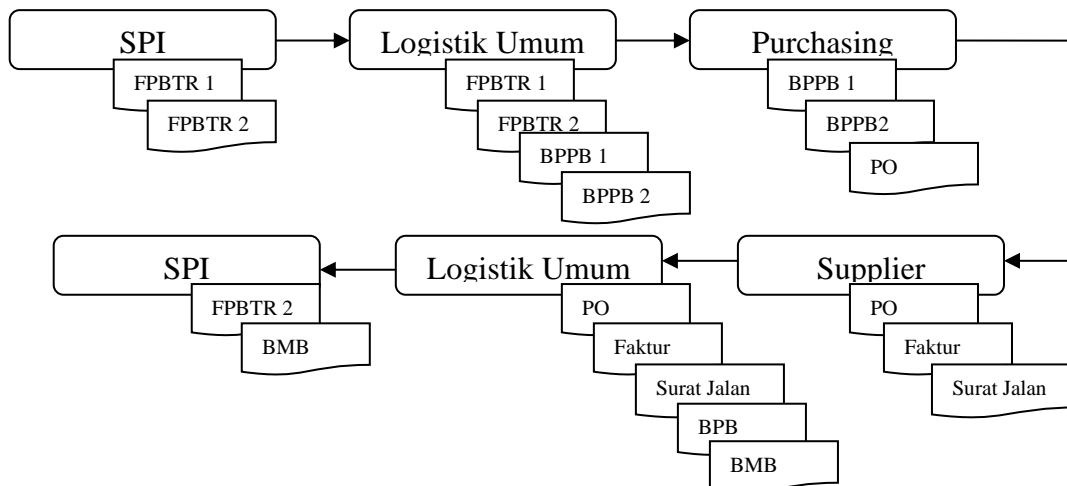 SPI
FPBTR 1
FPBTR 2
Logistik Umum
FPBTR 1
FPBTR 2
BPPB 1
BPPB 2
Purchasing
BPPB 1
BPPB2
PO
SPI
FPBTR 2
BMB
Logistik Umum
PO
Faktur
Surat Jalan
BPB
BMB
Supplier
PO
Faktur
Surat Jalan